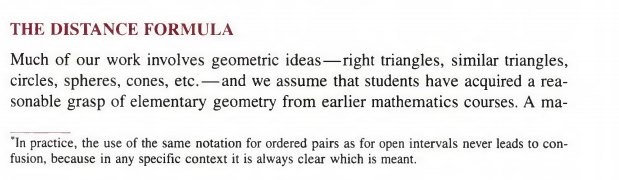 THE DISTANCE FORMULA
Much of our work involves geometric ideas—right triangles, similar triangles,
circles, spheres, cones, etc.—and we assume that students have acquired a rea-
sonable grasp of elementary geometry from earlier mathematics courses. A ma-
*In practice, the use of the same notation for ordered pairs as for open intervals never leads to con-
fusion, because in any specific context it is always clear which is meant.